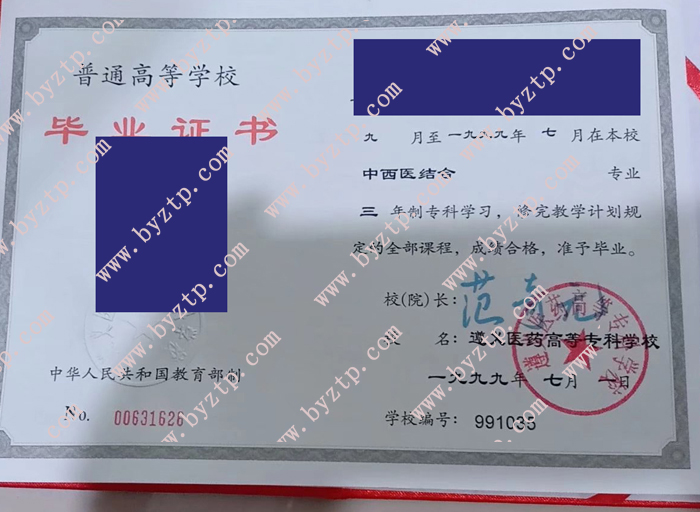 普通高等学校
毕业证书
九 月至一九九九年 七 月在本校
中西医结合 专业
三 年制专科学习，修完教学计划规
定的全部课程，成绩合格，准予毕业。
校(院)长：
名：遵义医药高等专科学校
一九九九年 七月 日
学校编号：991035
中华人民共和国教育部制
No. 00631626
www.byztp.com